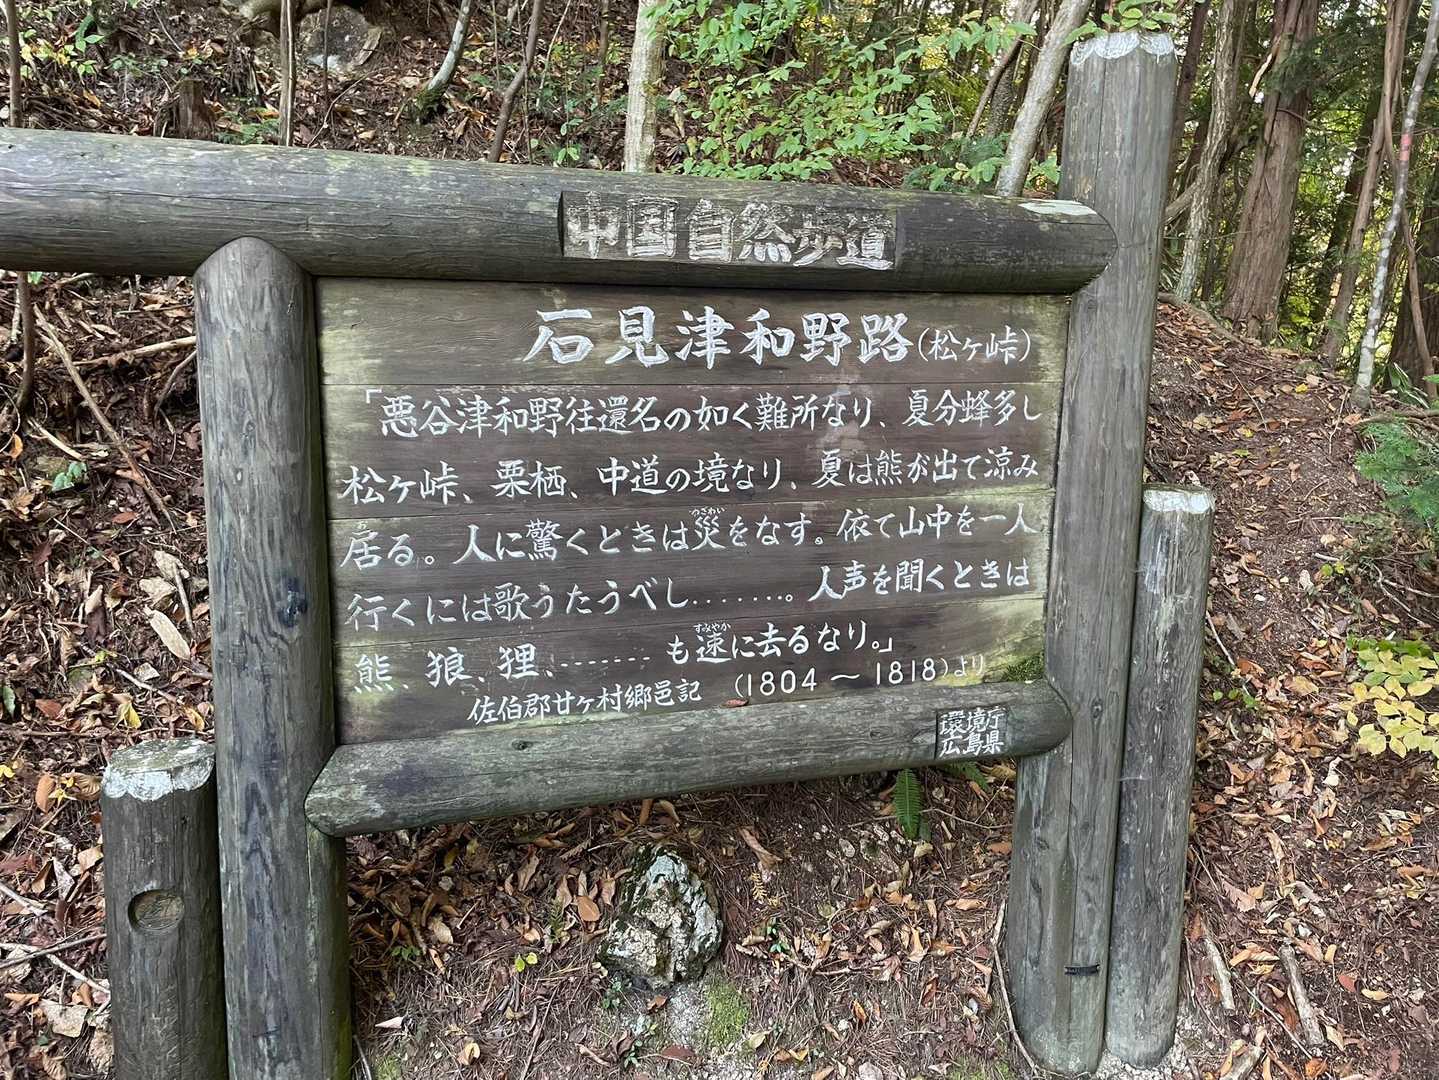 中国自然歩道
石見津和野路(松ヶ峠)
「悪谷津和野往還名の如く難所なり、夏分蜂多し
松ヶ峠、栗栖、中道の境なり、夏は熊が出て涼み
居る。人に驚くときは災をなす。依て山中を一人
行くには歌うたうべし.......。人声を聞くときは
熊、狼、狸、.......も速に去るなり。」
佐伯郡廿ヶ村郷邑記 (1804～1818)より
環境庁
広島県